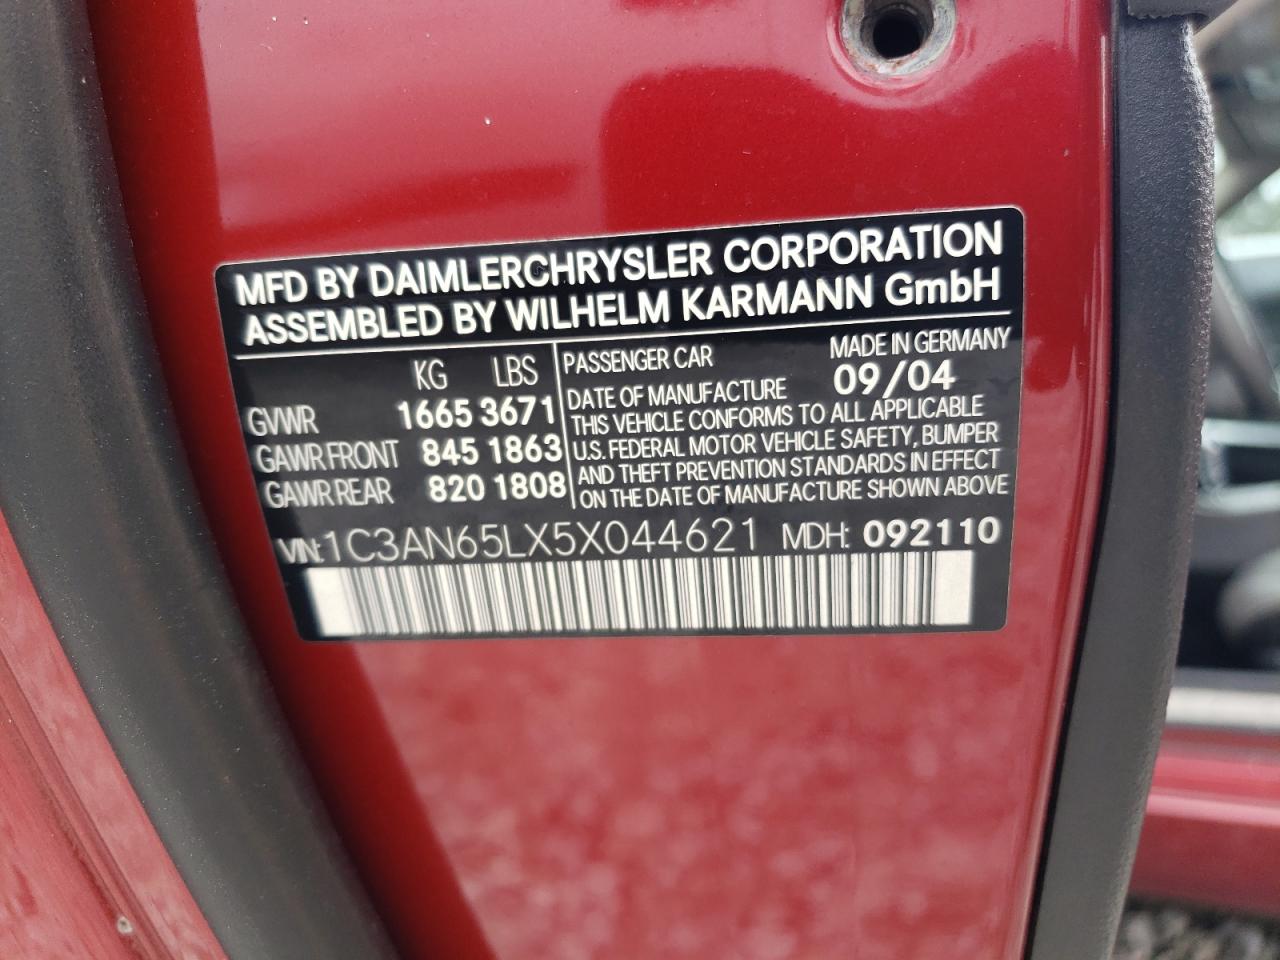 MFD BY DAIMLERCHRYSLER CORPORATION
ASSEMBLED BY WILHELM KARMANN GmbH
KG LBS
GVWR 1665 3671
GAWR FRONT 845 1863
GAWR REAR 820 1808
PASSENGER CAR MADE IN GERMANY
DATE OF MANUFACTURE 09/04
THIS VEHICLE CONFORMS TO ALL APPLICABLE
U.S. FEDERAL MOTOR VEHICLE SAFETY, BUMPER
AND THEFT PREVENTION STANDARDS IN EFFECT
ON THE DATE OF MANUFACTURE SHOWN ABOVE
VIN: 1C3AN65LX5X044621 MDH: 092110